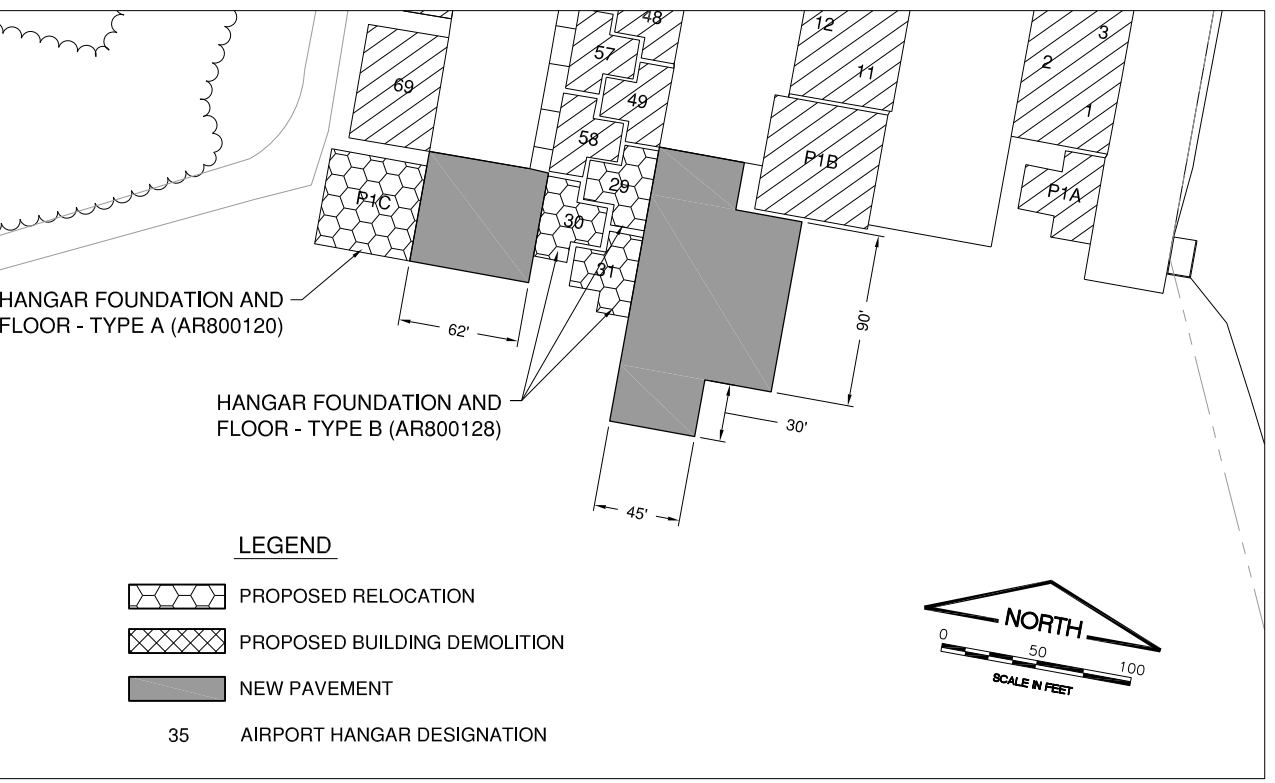 48
12
3
57
2
11
69
49
1
58
P1B
29
P1A
P1C
30
31
HANGAR FOUNDATION AND
FLOOR - TYPE A (AR800120)
62'
90'
HANGAR FOUNDATION AND
FLOOR - TYPE B (AR800128)
30'
45'
LEGEND
PROPOSED RELOCATION
PROPOSED BUILDING DEMOLITION
NEW PAVEMENT
35 AIRPORT HANGAR DESIGNATION
NORTH
0 50 100
SCALE IN FEET